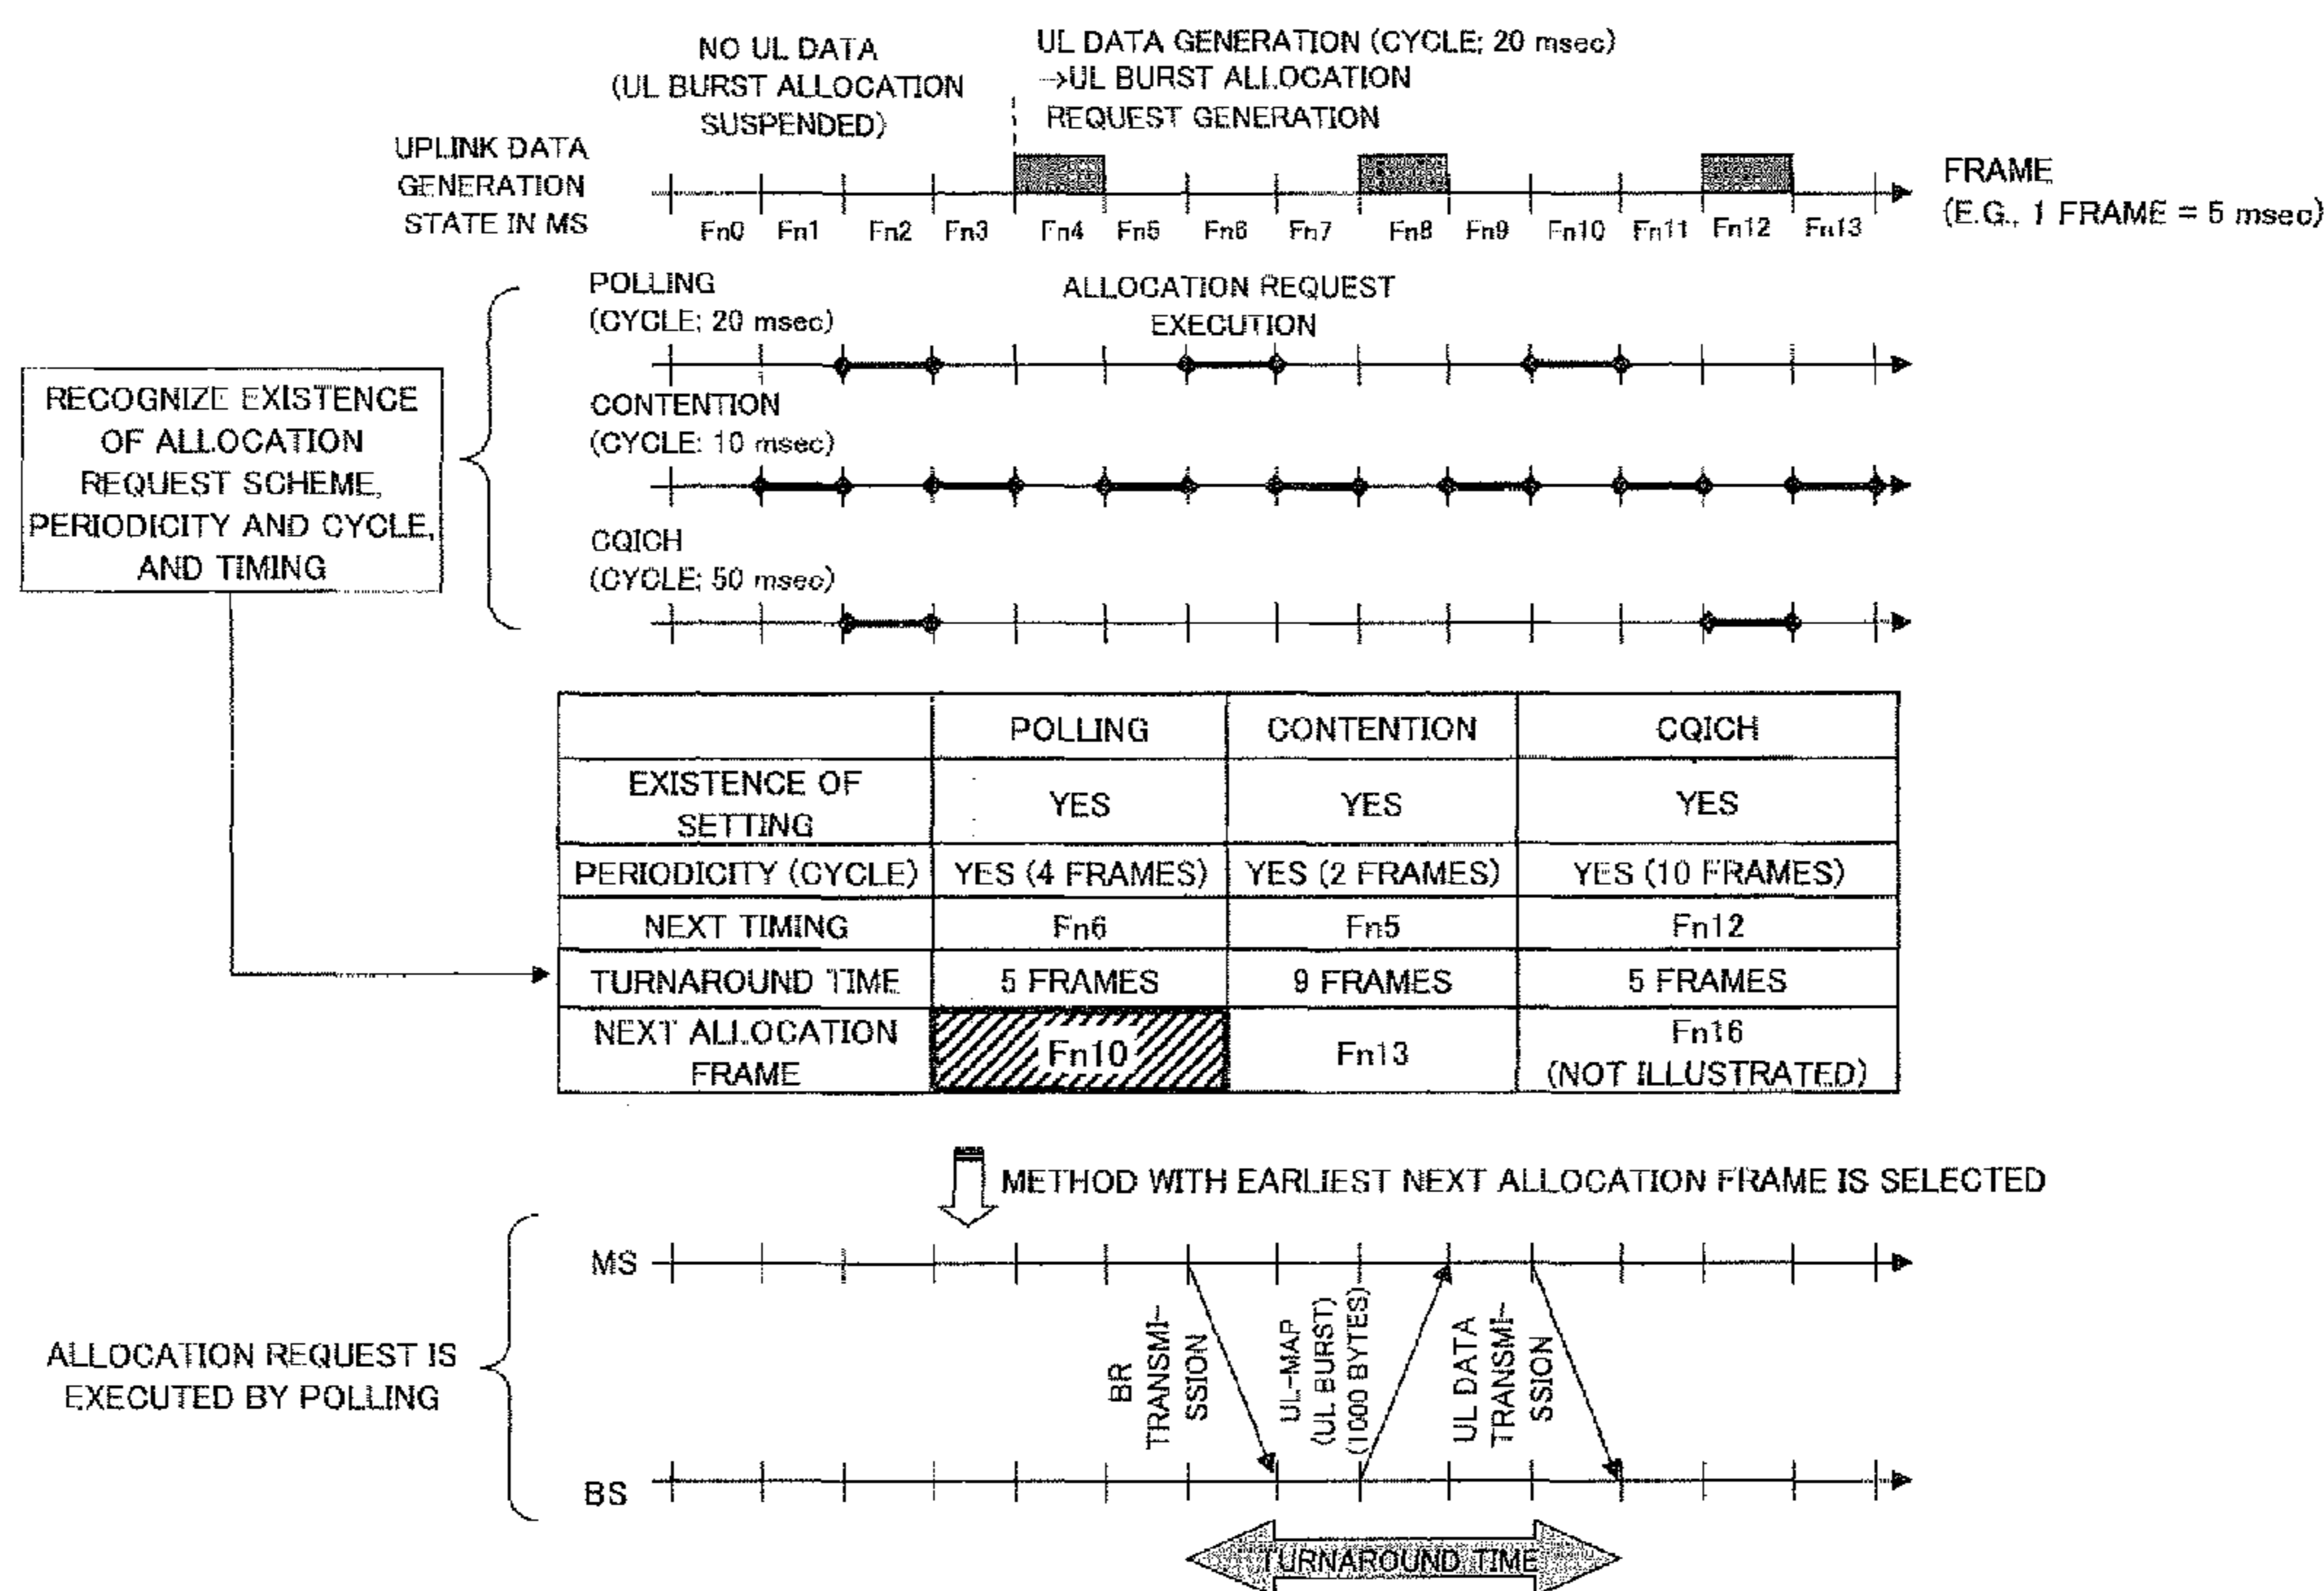 NO UL DATA
(UL BURST ALLOCATION
SUSPENDED)
UL DATA GENERATION (CYCLE; 20 msec)
→UL BURST ALLOCATION
REQUEST GENERATION
UPLINK DATA
GENERATION
STATE IN MS
Fn0 Fn1 Fn2 Fn3 Fn4 Fn5 Fn6 Fn7 Fn8 Fn9 Fn10 Fn11 Fn12 Fn13
FRAME
(E.G., 1 FRAME = 5 msec)
POLLING
(CYCLE; 20 msec)
ALLOCATION REQUEST
EXECUTION
RECOGNIZE EXISTENCE
OF ALLOCATION
REQUEST SCHEME,
PERIODICITY AND CYCLE,
AND TIMING
CONTENTION
(CYCLE: 10 msec)
CQICH
(CYCLE; 50 msec)
POLLING CONTENTION CQICH
EXISTENCE OF
SETTING
YES YES YES
PERIODICITY (CYCLE) YES (4 FRAMES) YES (2 FRAMES) YES (10 FRAMES)
NEXT TIMING Fn6 Fn5 Fn12
TURNAROUND TIME 5 FRAMES 9 FRAMES 5 FRAMES
NEXT ALLOCATION
FRAME
Fn10 Fn13
Fn16
(NOT ILLUSTRATED)
METHOD WITH EARLIEST NEXT ALLOCATION FRAME IS SELECTED
MS
ALLOCATION REQUEST IS
EXECUTED BY POLLING
BR
TRANSMI-
SSION
UL-MAP
(UL BURST)
(1000 BYTES)
UL DATA
TRANSMI-
SSION
BS
TURNAROUND TIME